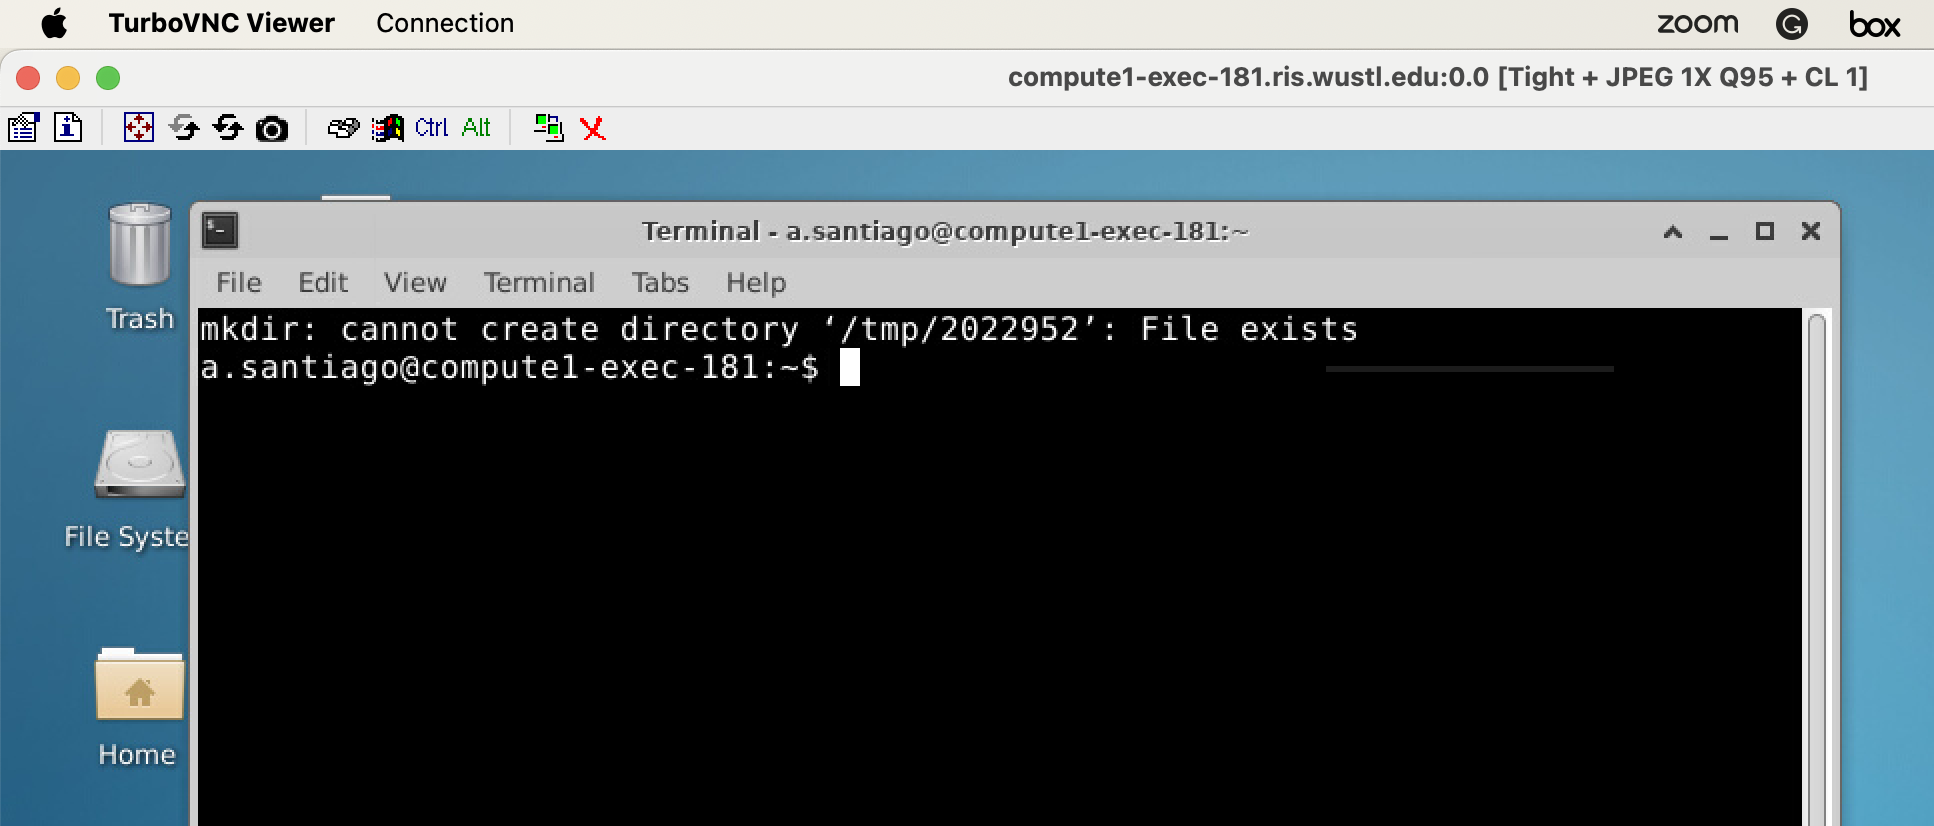 TurboVNC Viewer Connection zoom G box
compute1-exec-181.ris.wustl.edu:0.0 [Tight + JPEG 1X Q95 + CL 1]
Ctrl Alt
Terminal - a.santiago@compute1-exec-181:~
File Edit View Terminal Tabs Help
Trash
mkdir: cannot create directory ‘/tmp/2022952’: File exists
a.santiago@compute1-exec-181:~$
File Syste
Home